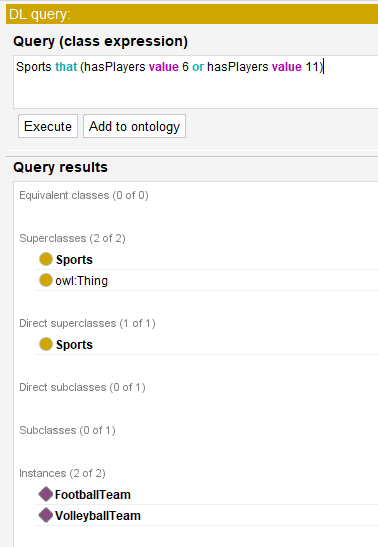 DL query:
Query (class expression)
Sports that (hasPlayers value 6 or hasPlayers value 11)
Execute
Add to ontology
Query results
Equivalent classes (0 of 0)
Superclasses (2 of 2)
Sports
owl:Thing
Direct superclasses (1 of 1)
Sports
Direct subclasses (0 of 1)
Subclasses (0 of 1)
Instances (2 of 2)
FootballTeam
VolleyballTeam